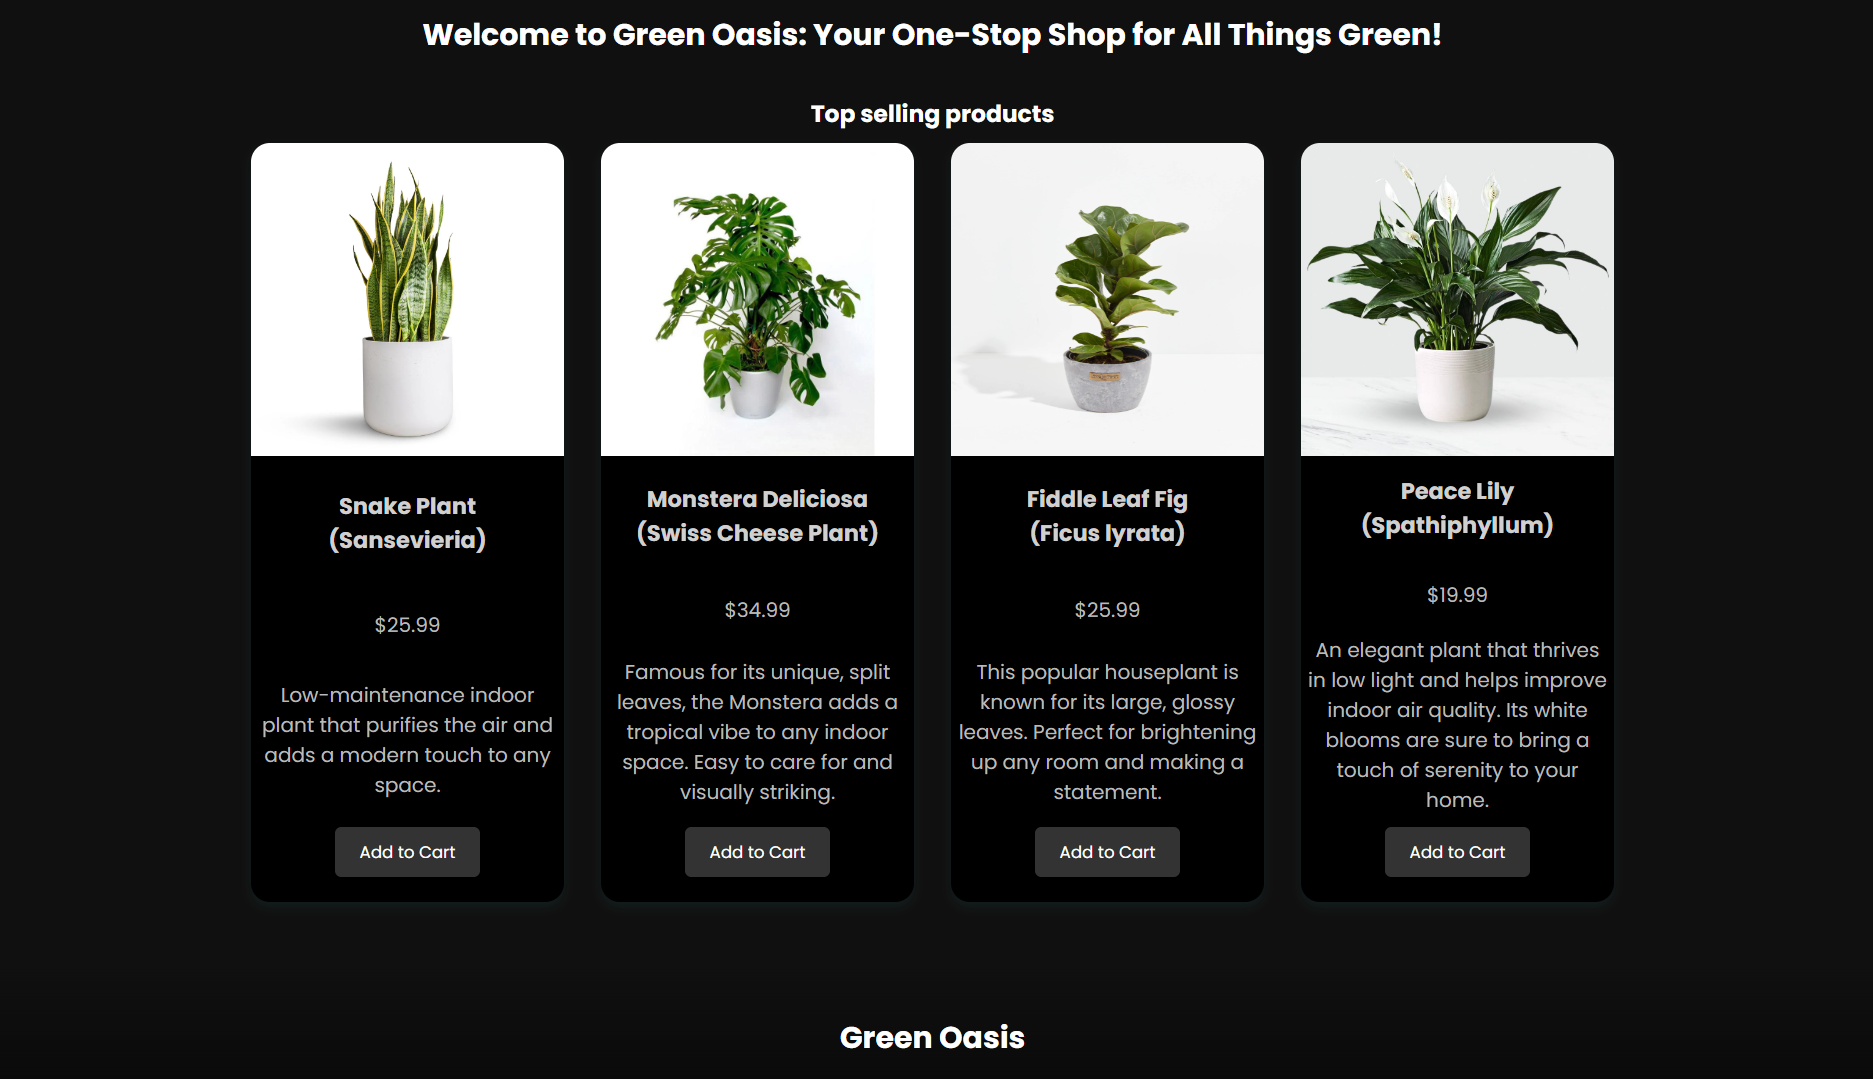 Welcome to Green Oasis: Your One-Stop Shop for All Things Green!
Top selling products
Snake Plant
(Sansevieria)
$25.99
Low-maintenance indoor
plant that purifies the air and
adds a modern touch to any
space.
Add to Cart
Monstera Deliciosa
(Swiss Cheese Plant)
$34.99
Famous for its unique, split
leaves, the Monstera adds a
tropical vibe to any indoor
space. Easy to care for and
visually striking.
Add to Cart
Fiddle Leaf Fig
(Ficus lyrata)
$25.99
This popular houseplant is
known for its large, glossy
leaves. Perfect for brightening
up any room and making a
statement.
Add to Cart
Peace Lily
(Spathiphyllum)
$19.99
An elegant plant that thrives
in low light and helps improve
indoor air quality. Its white
blooms are sure to bring a
touch of serenity to your
home.
Add to Cart
Green Oasis